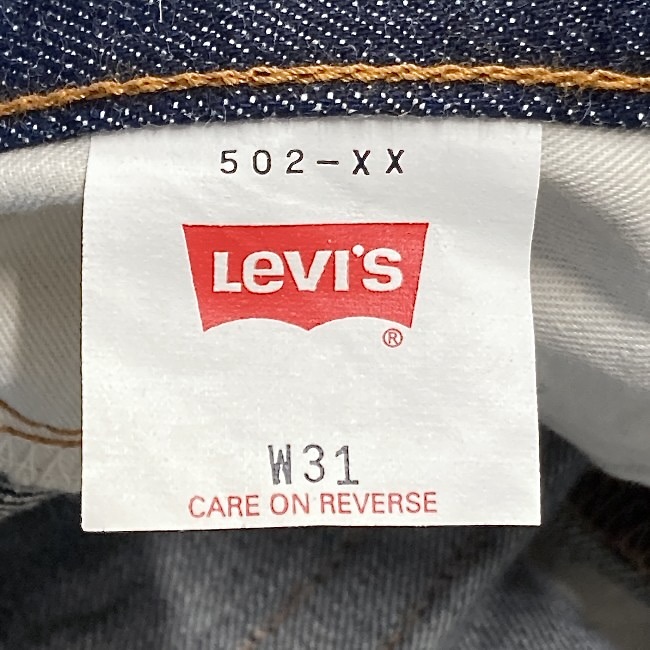 502-XX
LEVI'S
®
W31
CARE ON REVERSE